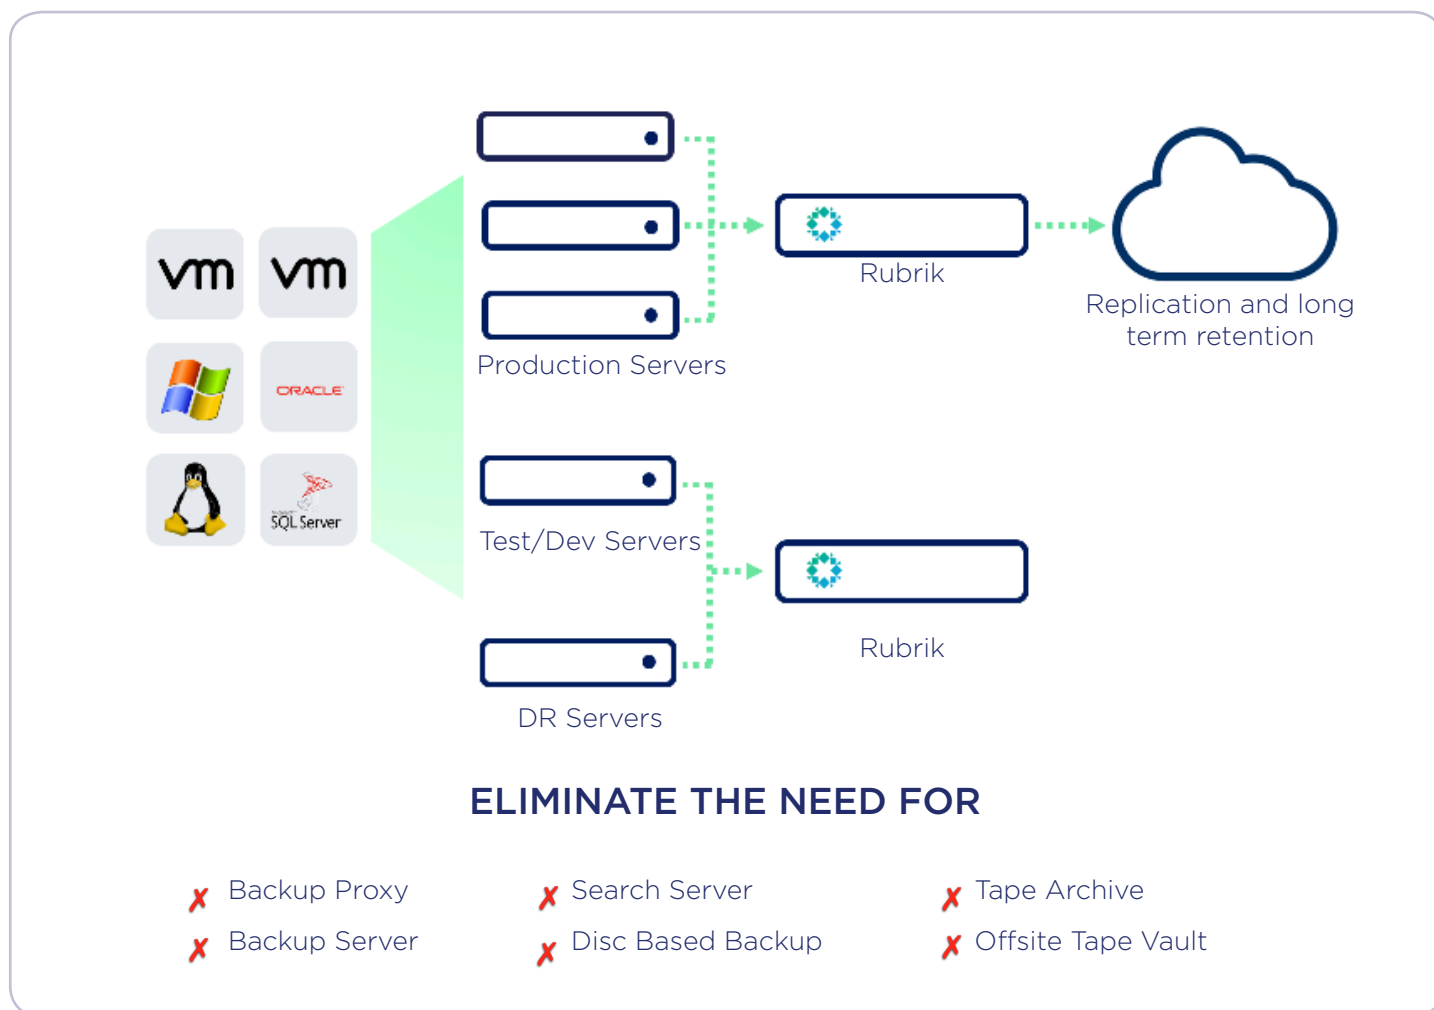 vm
vm
ORACLE
SQL Server
Production Servers
Test/Dev Servers
DR Servers
Rubrik
Replication and long
term retention
Rubrik
ELIMINATE THE NEED FOR
Backup Proxy
Search Server
Tape Archive
Backup Server
Disc Based Backup
Offsite Tape Vault